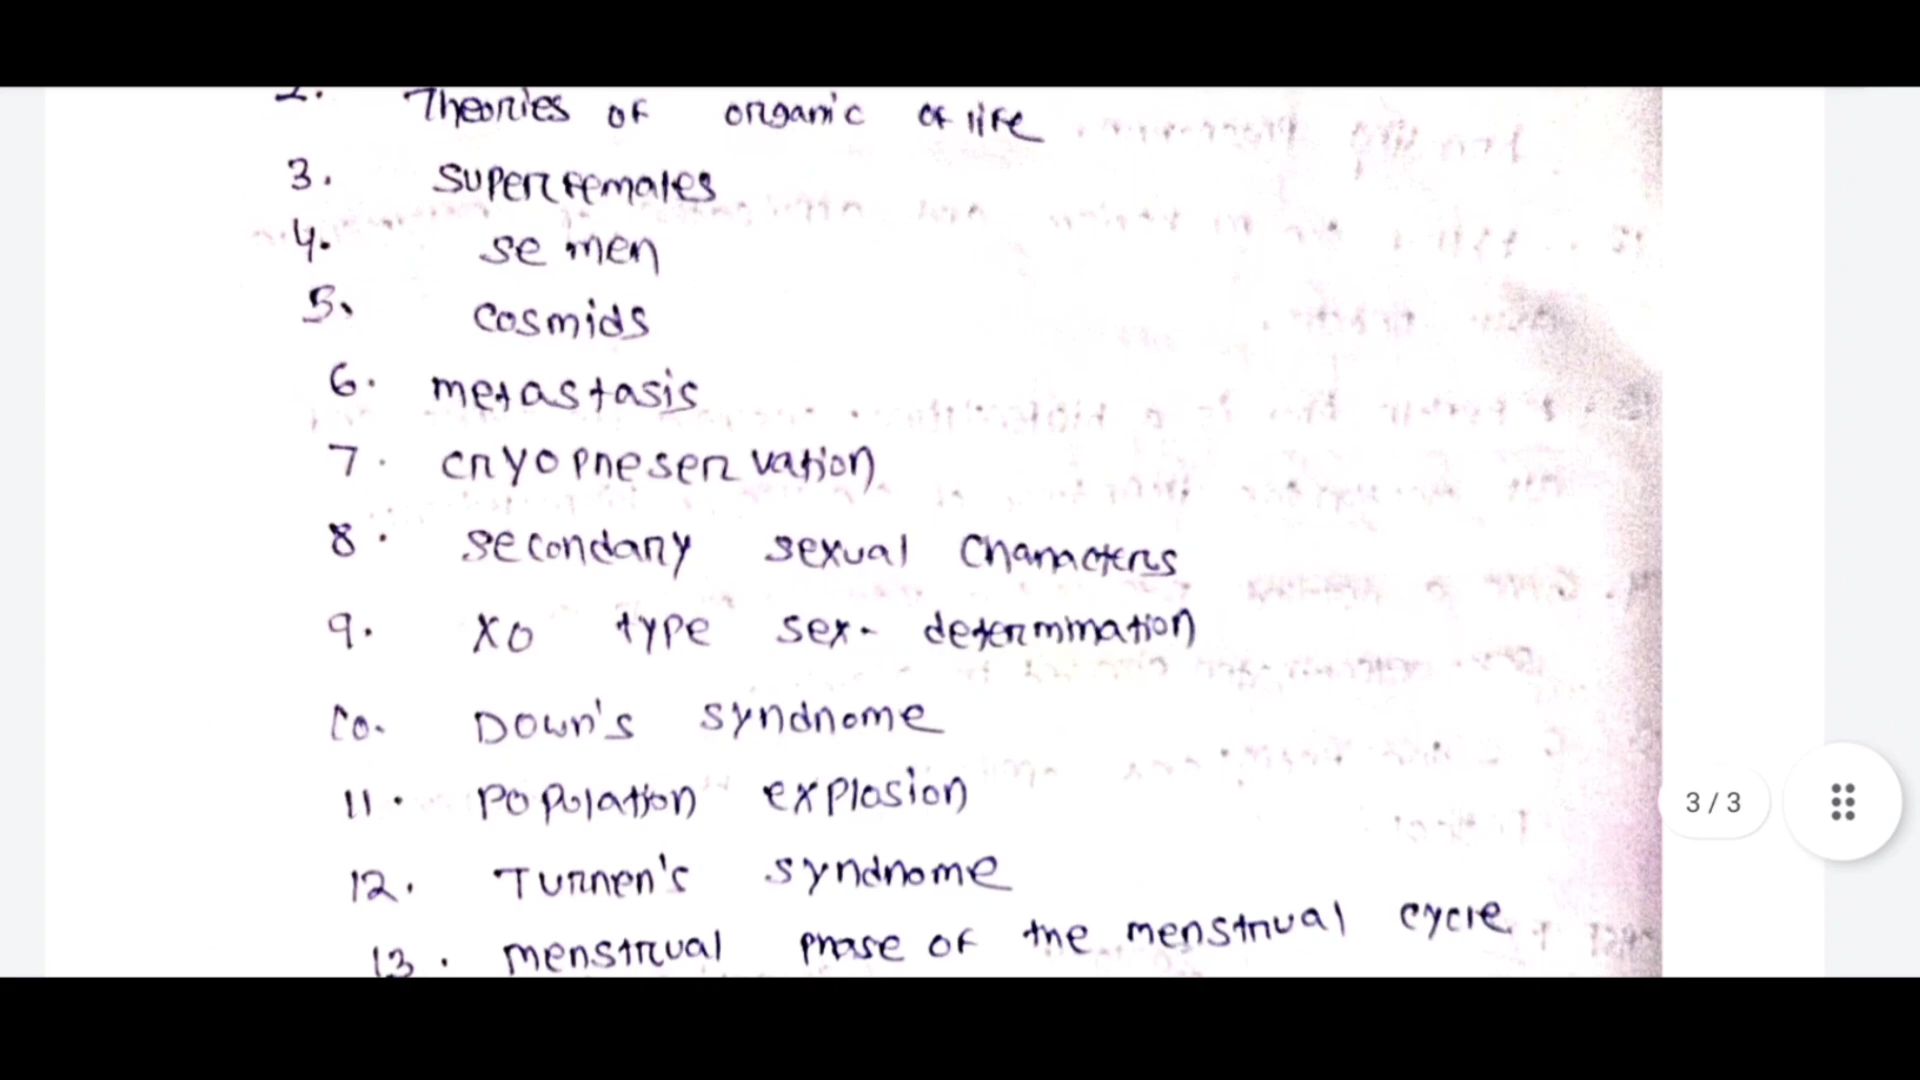 2. Theories of organic of life
3. Superfemales
4. semen
5. cosmids
6. metastasis
7. cryopreservation
8. secondary sexual characters
9. XO type sex-determination
10. Down's syndrome
11. population explosion
3 / 3
12. Turner's syndrome
13. menstrual phase of the menstrual cycle